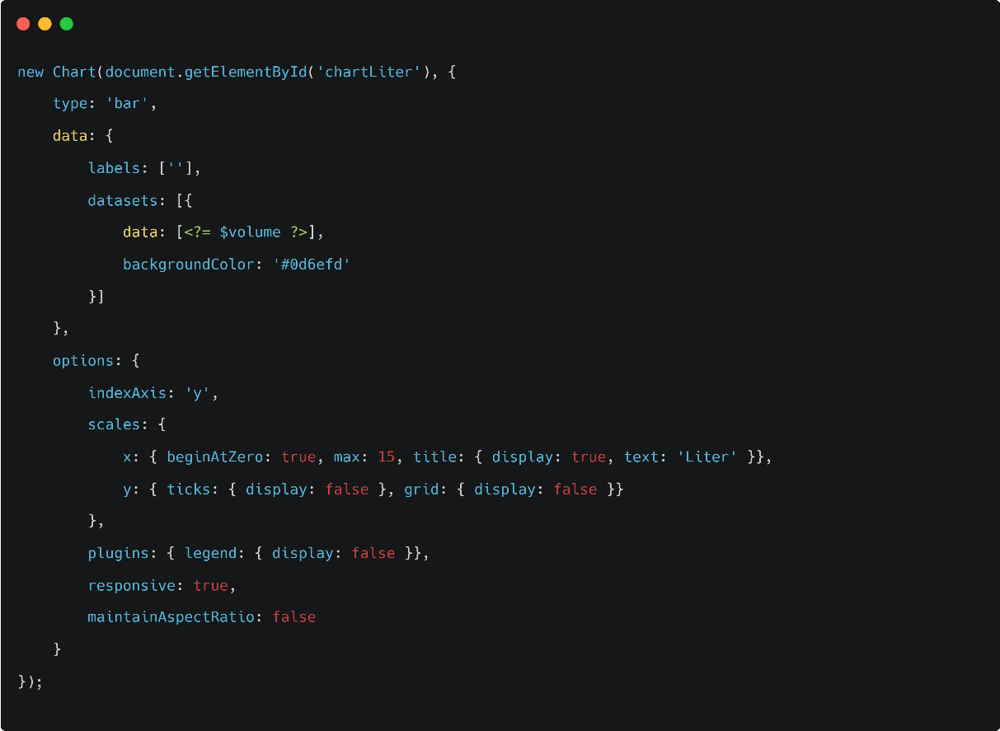 new Chart(document.getElementById('chartLiter'), {
    type: 'bar',
    data: {
        labels: [''],
        datasets: [{
            data: [<?= $volume ?>],
            backgroundColor: '#0d6efd'
        }]
    },
    options: {
        indexAxis: 'y',
        scales: {
            x: { beginAtZero: true, max: 15, title: { display: true, text: 'Liter' }},
            y: { ticks: { display: false }, grid: { display: false }}
        },
        plugins: { legend: { display: false }},
        responsive: true,
        maintainAspectRatio: false
    }
});